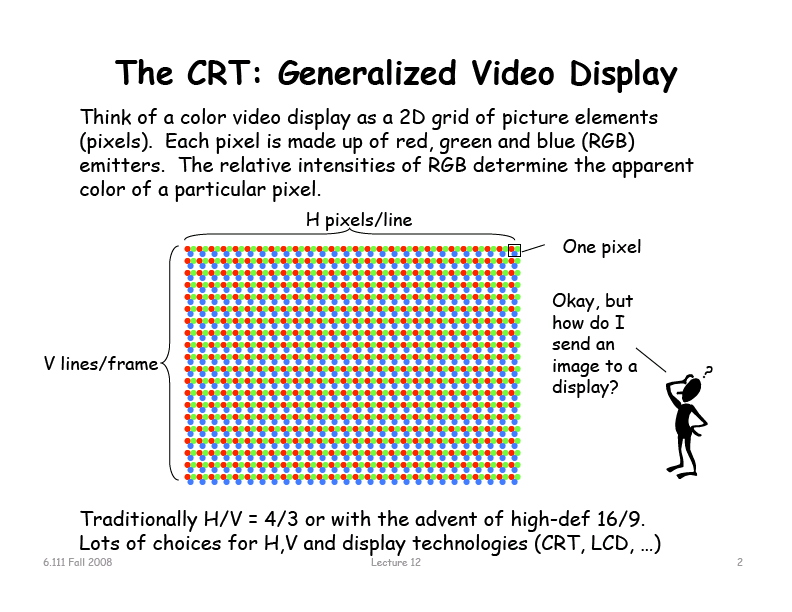 The CRT: Generalized Video Display
Think of a color video display as a 2D grid of picture elements
(pixels).  Each pixel is made up of red, green and blue (RGB)
emitters.  The relative intensities of RGB determine the apparent
color of a particular pixel.
H pixels/line
One pixel
Okay, but
how do I
send an
image to a
display?
V lines/frame
?
Traditionally H/V = 4/3 or with the advent of high-def 16/9.
Lots of choices for H,V and display technologies (CRT, LCD, …)
6.111 Fall 2008
Lecture 12
2